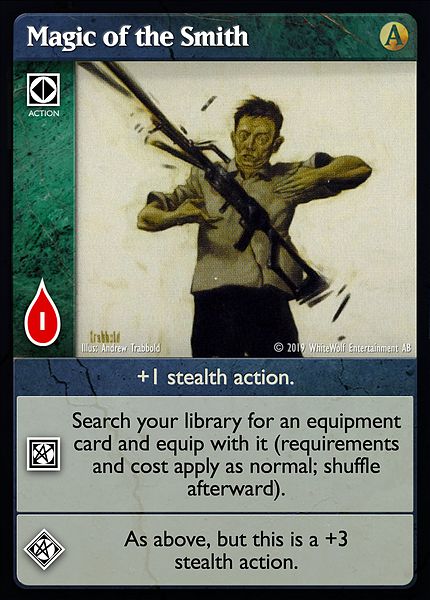 Magic of the Smith
A
ACTION
1
trabbold
Illus: Andrew Trabbold
© 2019 WhiteWolf Entertainment AB
+1 stealth action.
Search your library for an equipment
card and equip with it (requirements
and cost apply as normal; shuffle
afterward).
As above, but this is a +3
stealth action.